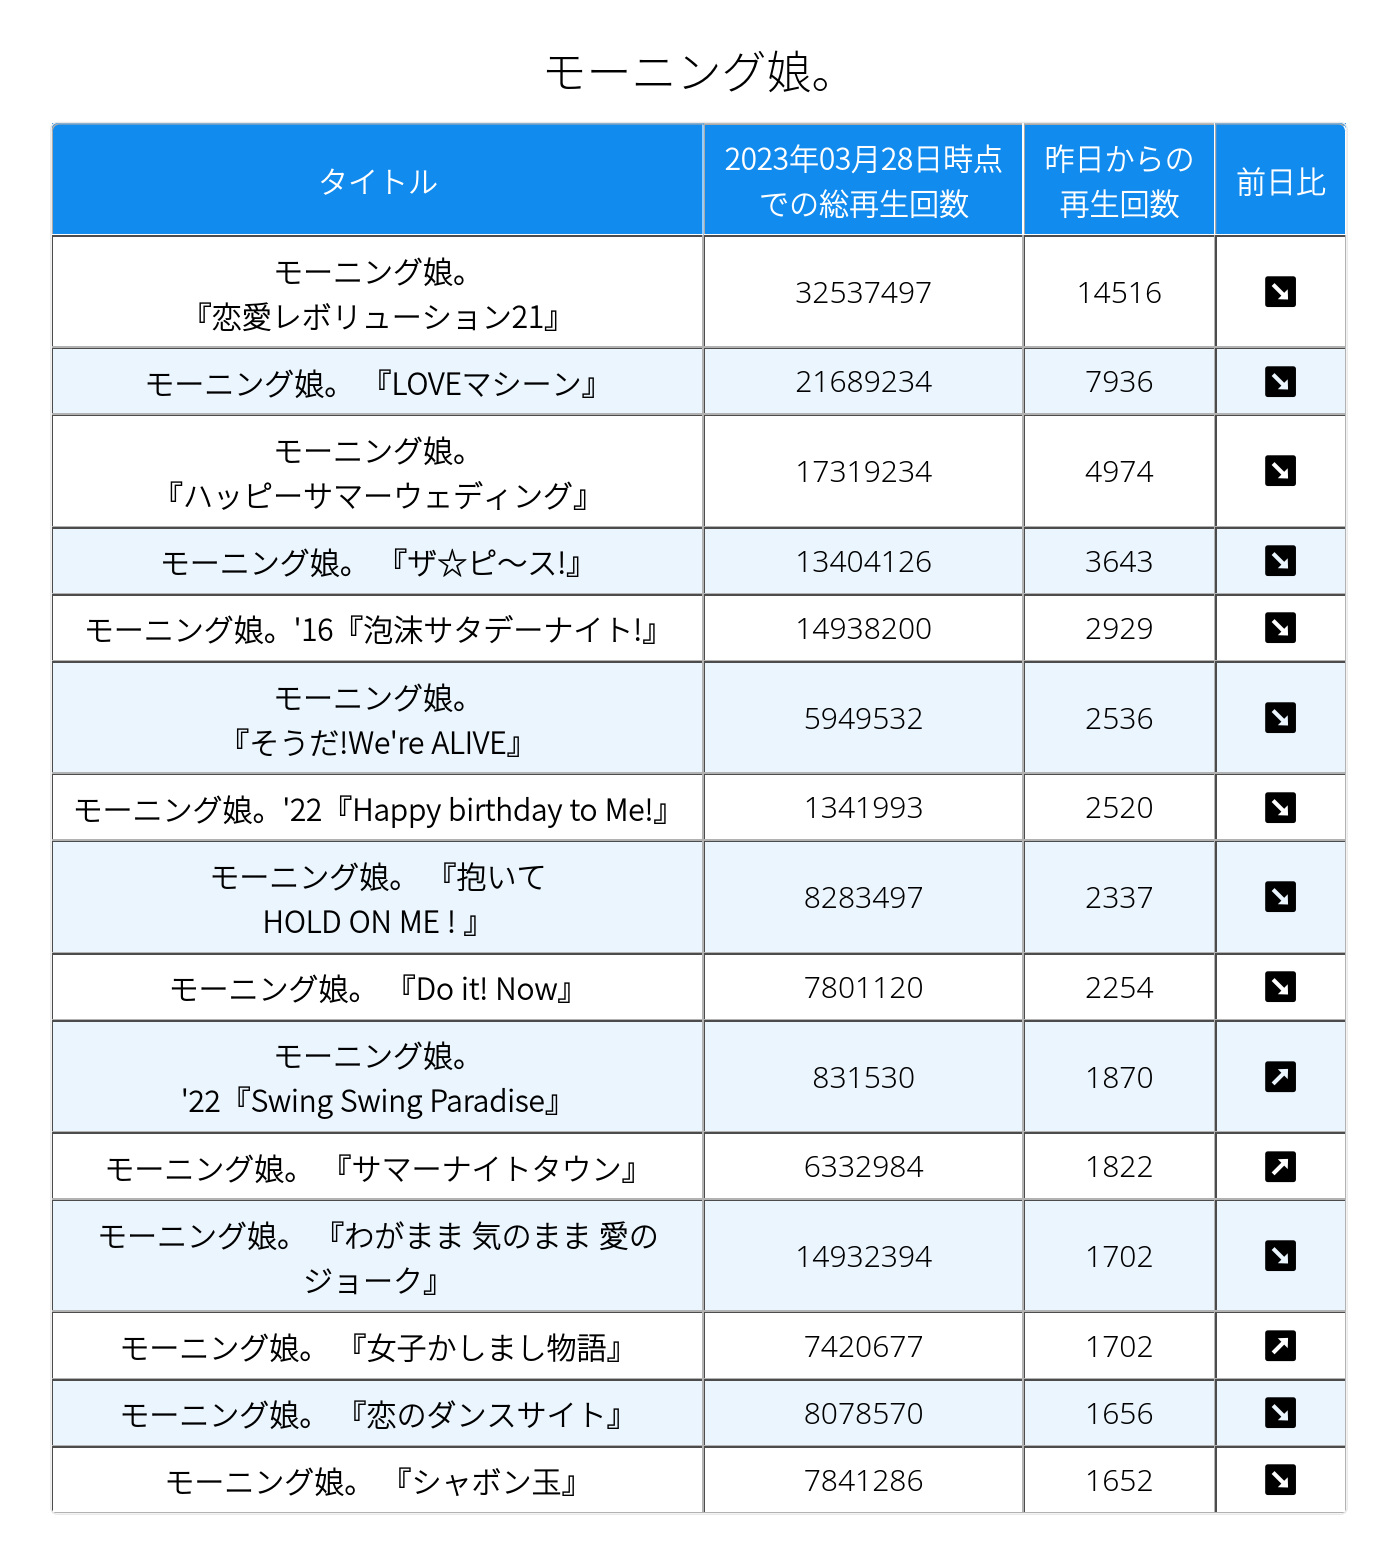 モーニング娘。
タイトル
2023年03月28日時点
での総再生回数
昨日からの
再生回数
前日比
モーニング娘。
『恋愛レボリューション21』
32537497
14516
↘
モーニング娘。 『LOVEマシーン』
21689234
7936
↘
モーニング娘。
『ハッピーサマーウェディング』
17319234
4974
↘
モーニング娘。 『ザ☆ピ〜ス!』
13404126
3643
↘
モーニング娘。'16『泡沫サタデーナイト!』
14938200
2929
↘
モーニング娘。
『そうだ!We're ALIVE』
5949532
2536
↘
モーニング娘。'22『Happy birthday to Me!』
1341993
2520
↘
モーニング娘。 『抱いて
HOLD ON ME ! 』
8283497
2337
↘
モーニング娘。 『Do it! Now』
7801120
2254
↘
モーニング娘。
'22『Swing Swing Paradise』
831530
1870
↗
モーニング娘。 『サマーナイトタウン』
6332984
1822
↗
モーニング娘。 『わがまま 気のまま 愛の
ジョーク』
14932394
1702
↘
モーニング娘。 『女子かしまし物語』
7420677
1702
↗
モーニング娘。 『恋のダンスサイト』
8078570
1656
↘
モーニング娘。 『シャボン玉』
7841286
1652
↘